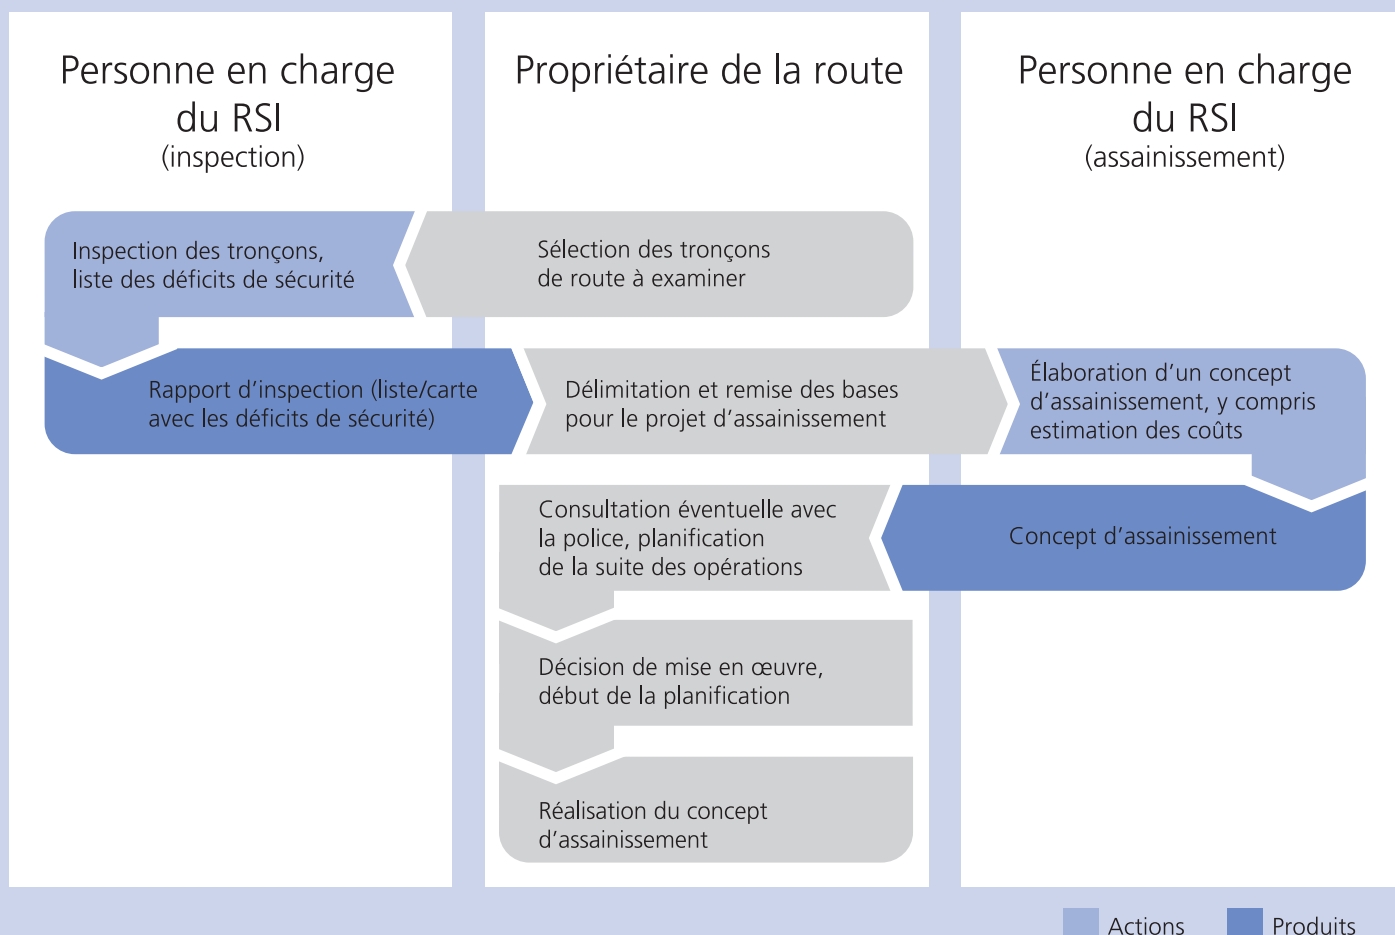 Personne en charge
du RSI
(inspection)
Propriétaire de la route
Personne en charge
du RSI
(assainissement)
Inspection des tronçons,
liste des déficits de sécurité
Sélection des tronçons
de route à examiner
Rapport d’inspection (liste/carte
avec les déficits de sécurité)
Délimitation et remise des bases
pour le projet d’assainissement
Élaboration d’un concept
d’assainissement, y compris
estimation des coûts
Consultation éventuelle avec
la police, planification
de la suite des opérations
Concept d’assainissement
Décision de mise en œuvre,
début de la planification
Réalisation du concept
d’assainissement
Actions
Produits